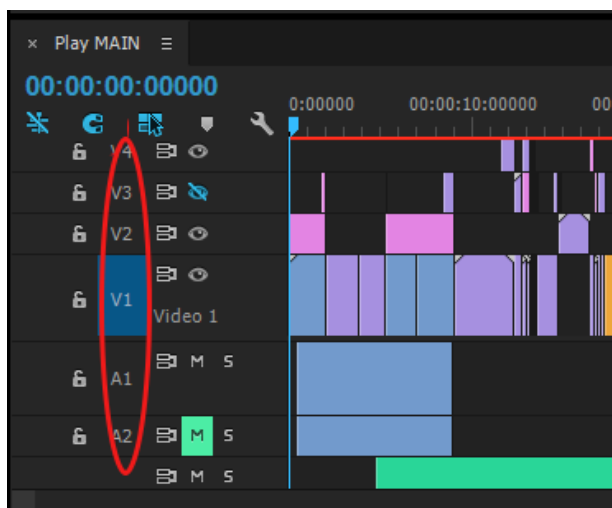 × Play MAIN ≡
00:00:00:00000
0:00000 00:00:10:00000 00
V4
V3
V2
V1
Video 1
A1 M S
A2 M S
M S